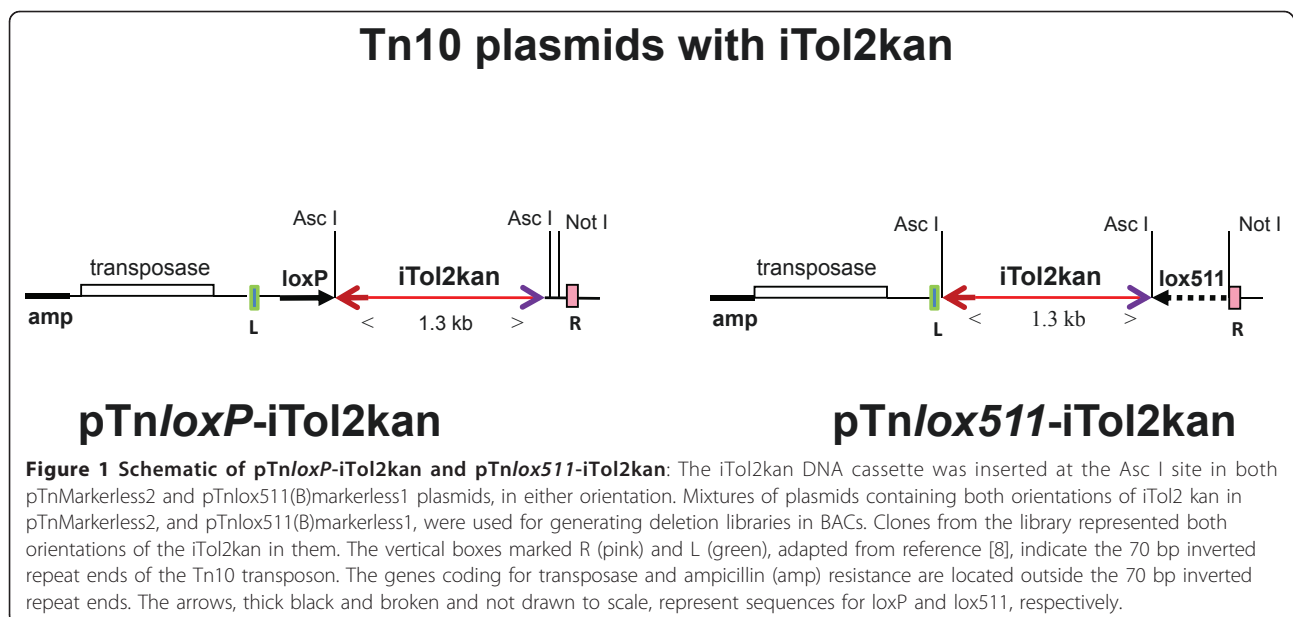 Tn10 plasmids with iTol2kan
Asc I Asc I Not I
transposase loxP iTol2kan
amp L < 1.3 kb > R
pTnloxP-iTol2kan
Asc I Asc I Not I
transposase iTol2kan lox511
amp L < 1.3 kb > R
pTnlox511-iTol2kan
Figure 1 Schematic of pTnloxP-iTol2kan and pTnlox511-iTol2kan: The iTol2kan DNA cassette was inserted at the Asc I site in both
pTnMarkerless2 and pTnlox511(B)markerless1 plasmids, in either orientation. Mixtures of plasmids containing both orientations of iTol2 kan in
pTnMarkerless2, and pTnlox511(B)markerless1, were used for generating deletion libraries in BACs. Clones from the library represented both
orientations of the iTol2kan in them. The vertical boxes marked R (pink) and L (green), adapted from reference [8], indicate the 70 bp inverted
repeat ends of the Tn10 transposon. The genes coding for transposase and ampicillin (amp) resistance are located outside the 70 bp inverted
repeat ends. The arrows, thick black and broken and not drawn to scale, represent sequences for loxP and lox511, respectively.